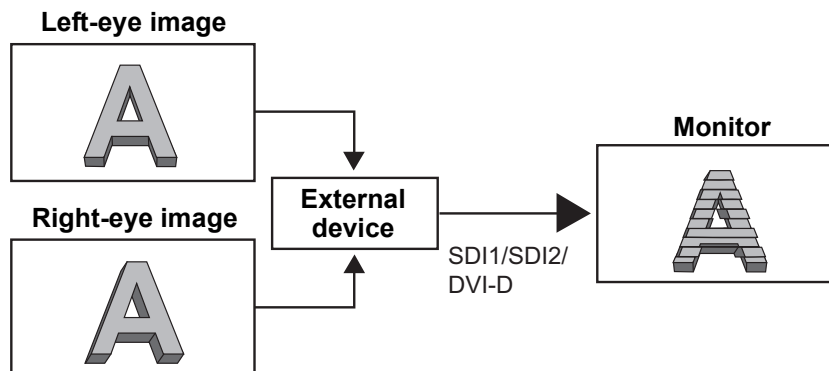 Left-eye image
Right-eye image
External
device
SDI1/SDI2/
DVI-D
Monitor